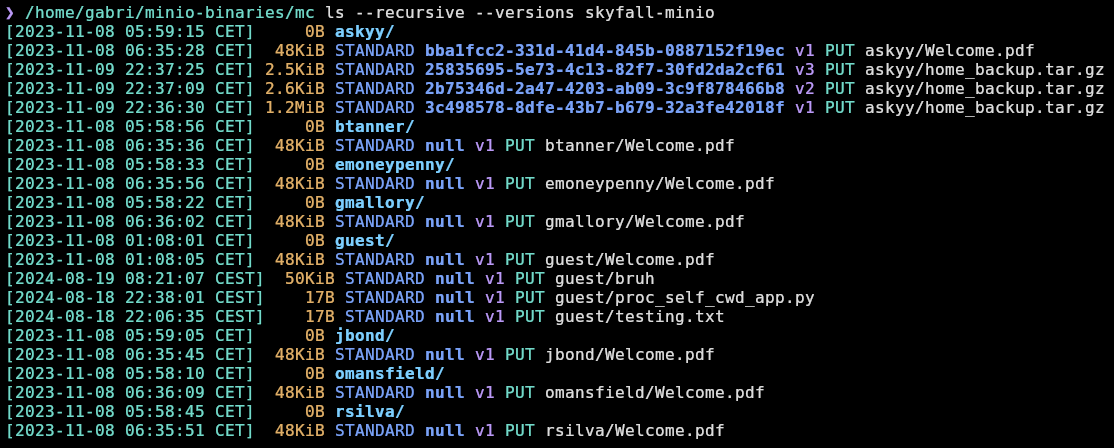 ❯ /home/gabri/minio-binaries/mc ls --recursive --versions skyfall-minio
[2023-11-08 05:59:15 CET]     0B askyy/
[2023-11-08 06:35:28 CET]  48KiB STANDARD bba1fcc2-331d-41d4-845b-0887152f19ec v1 PUT askyy/Welcome.pdf
[2023-11-09 22:37:25 CET] 2.5KiB STANDARD 25835695-5e73-4c13-82f7-30fd2da2cf61 v3 PUT askyy/home_backup.tar.gz
[2023-11-09 22:37:09 CET] 2.6KiB STANDARD 2b75346d-2a47-4203-ab09-3c9f878466b8 v2 PUT askyy/home_backup.tar.gz
[2023-11-09 22:36:30 CET] 1.2MiB STANDARD 3c498578-8dfe-43b7-b679-32a3fe42018f v1 PUT askyy/home_backup.tar.gz
[2023-11-08 05:58:56 CET]     0B btanner/
[2023-11-08 06:35:36 CET]  48KiB STANDARD null v1 PUT btanner/Welcome.pdf
[2023-11-08 05:58:33 CET]     0B emoneypenny/
[2023-11-08 06:35:56 CET]  48KiB STANDARD null v1 PUT emoneypenny/Welcome.pdf
[2023-11-08 05:58:22 CET]     0B gmallory/
[2023-11-08 06:36:02 CET]  48KiB STANDARD null v1 PUT gmallory/Welcome.pdf
[2023-11-08 01:08:01 CET]     0B guest/
[2023-11-08 01:08:05 CET]  48KiB STANDARD null v1 PUT guest/Welcome.pdf
[2024-08-19 08:21:07 CEST]  50KiB STANDARD null v1 PUT guest/bruh
[2024-08-18 22:38:01 CEST]    17B STANDARD null v1 PUT guest/proc_self_cwd_app.py
[2024-08-18 22:06:35 CEST]    17B STANDARD null v1 PUT guest/testing.txt
[2023-11-08 05:59:05 CET]     0B jbond/
[2023-11-08 06:35:45 CET]  48KiB STANDARD null v1 PUT jbond/Welcome.pdf
[2023-11-08 05:58:10 CET]     0B omansfield/
[2023-11-08 06:36:09 CET]  48KiB STANDARD null v1 PUT omansfield/Welcome.pdf
[2023-11-08 05:58:45 CET]     0B rsilva/
[2023-11-08 06:35:51 CET]  48KiB STANDARD null v1 PUT rsilva/Welcome.pdf